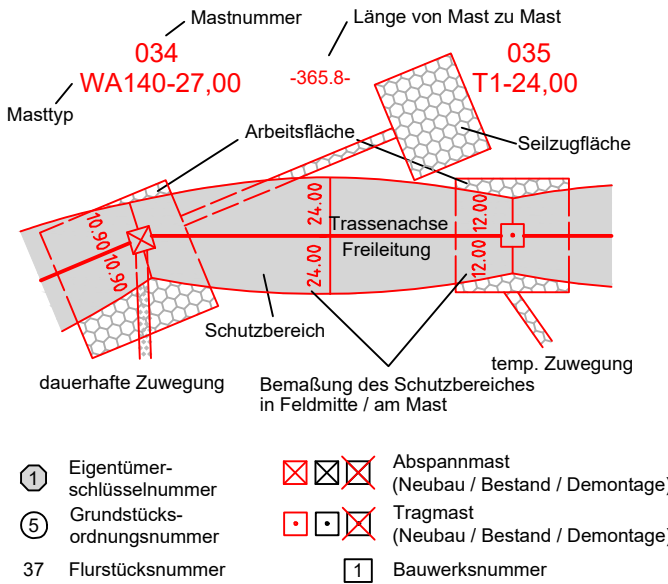 Mastnummer
Länge von Mast zu Mast
034
035
WA140-27,00
-365.8-
T1-24,00
Masttyp
Arbeitsfläche
Seilzugfläche
10.90
24.00
12.00
Trassenachse
10.90
24.00
Freileitung
12.00
Schutzbereich
temp. Zuwegung
dauerhafte Zuwegung
Bemaßung des Schutzbereiches
in Feldmitte / am Mast
1
Eigentümer-
schlüsselnummer
Abspannmast
(Neubau / Bestand / Demontage)
5
Grundstücks-
ordnungsnummer
Tragmast
(Neubau / Bestand / Demontage)
37 Flurstücksnummer
1 Bauwerksnummer